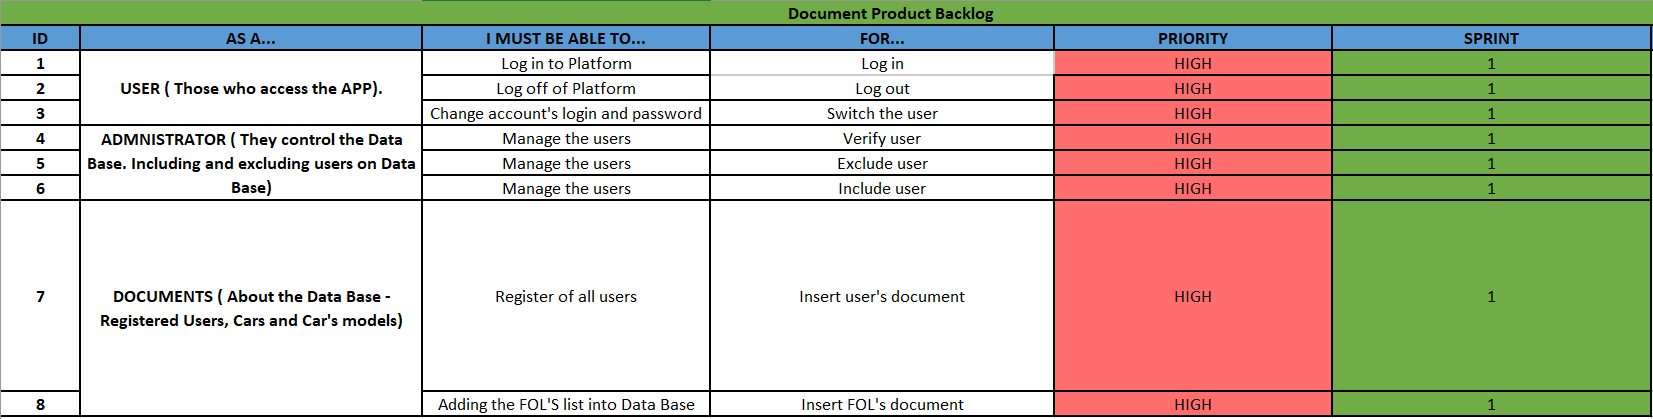 Document Product Backlog
ID AS A... I MUST BE ABLE TO... FOR... PRIORITY SPRINT
1 Log in to Platform Log in HIGH 1
USER ( Those who access the APP).
2 Log off of Platform Log out HIGH 1
3 Change account's login and password Switch the user HIGH 1
ADMNISTRATOR ( They control the Data
Base. Including and excluding users on Data
Base)
4 Manage the users Verify user HIGH 1
5 Manage the users Exclude user HIGH 1
6 Manage the users Include user HIGH 1
DOCUMENTS ( About the Data Base -
Registered Users, Cars and Car's models)
7 Register of all users Insert user's document HIGH 1
8 Adding the FOL'S list into Data Base Insert FOL's document HIGH 1